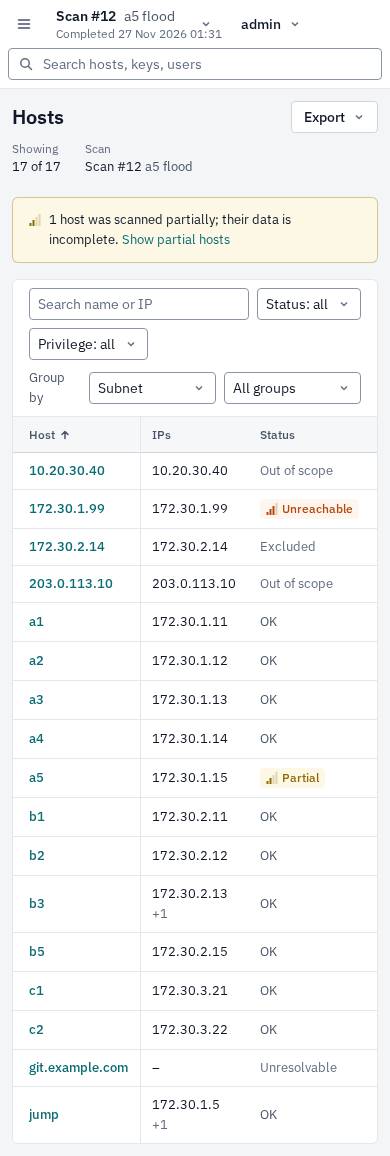 Scan #12 a5 flood
Completed 27 Nov 2026 01:31
admin
Search hosts, keys, users
Hosts
Export
Showing Scan
17 of 17 Scan #12 a5 flood
1 host was scanned partially; their data is
incomplete. Show partial hosts
Search name or IP Status: all
Privilege: all
Group by Subnet All groups
Host ↑ IPs Status
10.20.30.40 10.20.30.40 Out of scope
172.30.1.99 172.30.1.99 Unreachable
172.30.2.14 172.30.2.14 Excluded
203.0.113.10 203.0.113.10 Out of scope
a1 172.30.1.11 OK
a2 172.30.1.12 OK
a3 172.30.1.13 OK
a4 172.30.1.14 OK
a5 172.30.1.15 Partial
b1 172.30.2.11 OK
b2 172.30.2.12 OK
b3 172.30.2.13 +1 OK
b5 172.30.2.15 OK
c1 172.30.3.21 OK
c2 172.30.3.22 OK
git.example.com – Unresolvable
jump 172.30.1.5 +1 OK